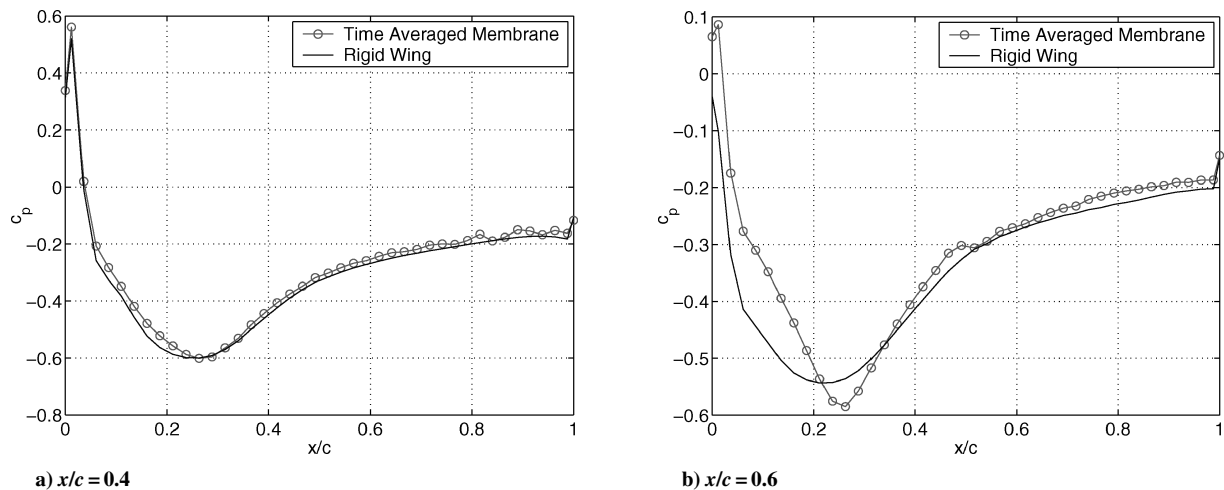 0.6
0.4
0.2
0
−0.2
−0.4
−0.6
−0.8
c_p
0 0.2 0.4 0.6 0.8 1
x/c
Time Averaged Membrane
Rigid Wing
a) x/c = 0.4
0.1
0
−0.1
−0.2
−0.3
−0.4
−0.5
−0.6
c_p
0 0.2 0.4 0.6 0.8 1
x/c
Time Averaged Membrane
Rigid Wing
b) x/c = 0.6